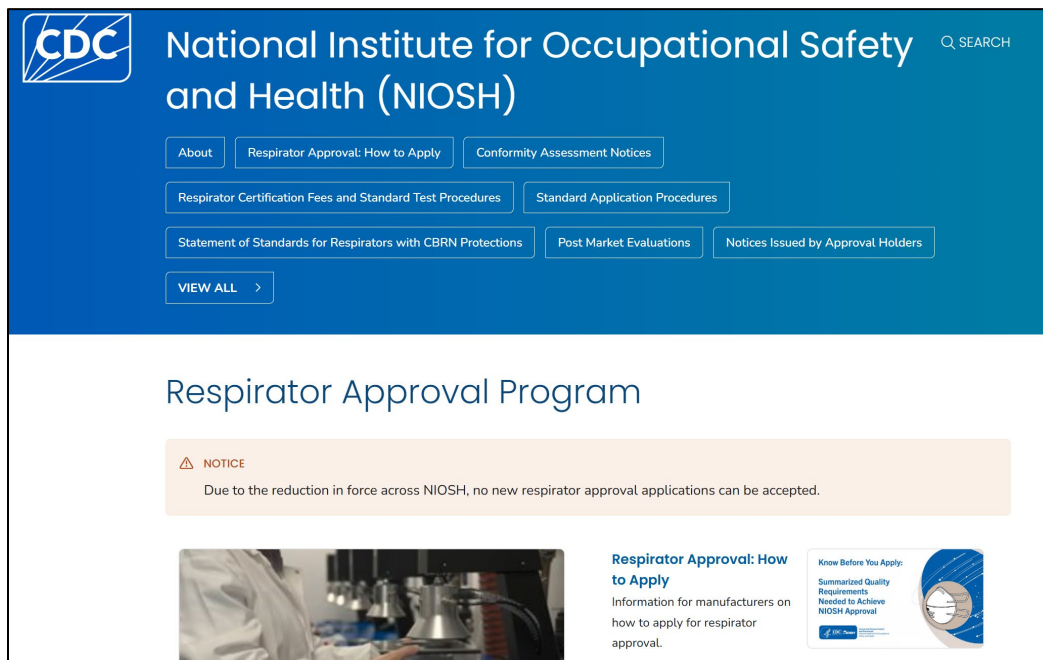 CDC
National Institute for Occupational Safety
and Health (NIOSH)
SEARCH
About
Respirator Approval: How to Apply
Conformity Assessment Notices
Respirator Certification Fees and Standard Test Procedures
Standard Application Procedures
Statement of Standards for Respirators with CBRN Protections
Post Market Evaluations
Notices Issued by Approval Holders
VIEW ALL
Respirator Approval Program
NOTICE
Due to the reduction in force across NIOSH, no new respirator approval applications can be accepted.
Respirator Approval: How
to Apply
Information for manufacturers on
how to apply for respirator
approval.
Know Before You Apply:
Summarized Quality
Requirements
Needed to Achieve
NIOSH Approval
CDC